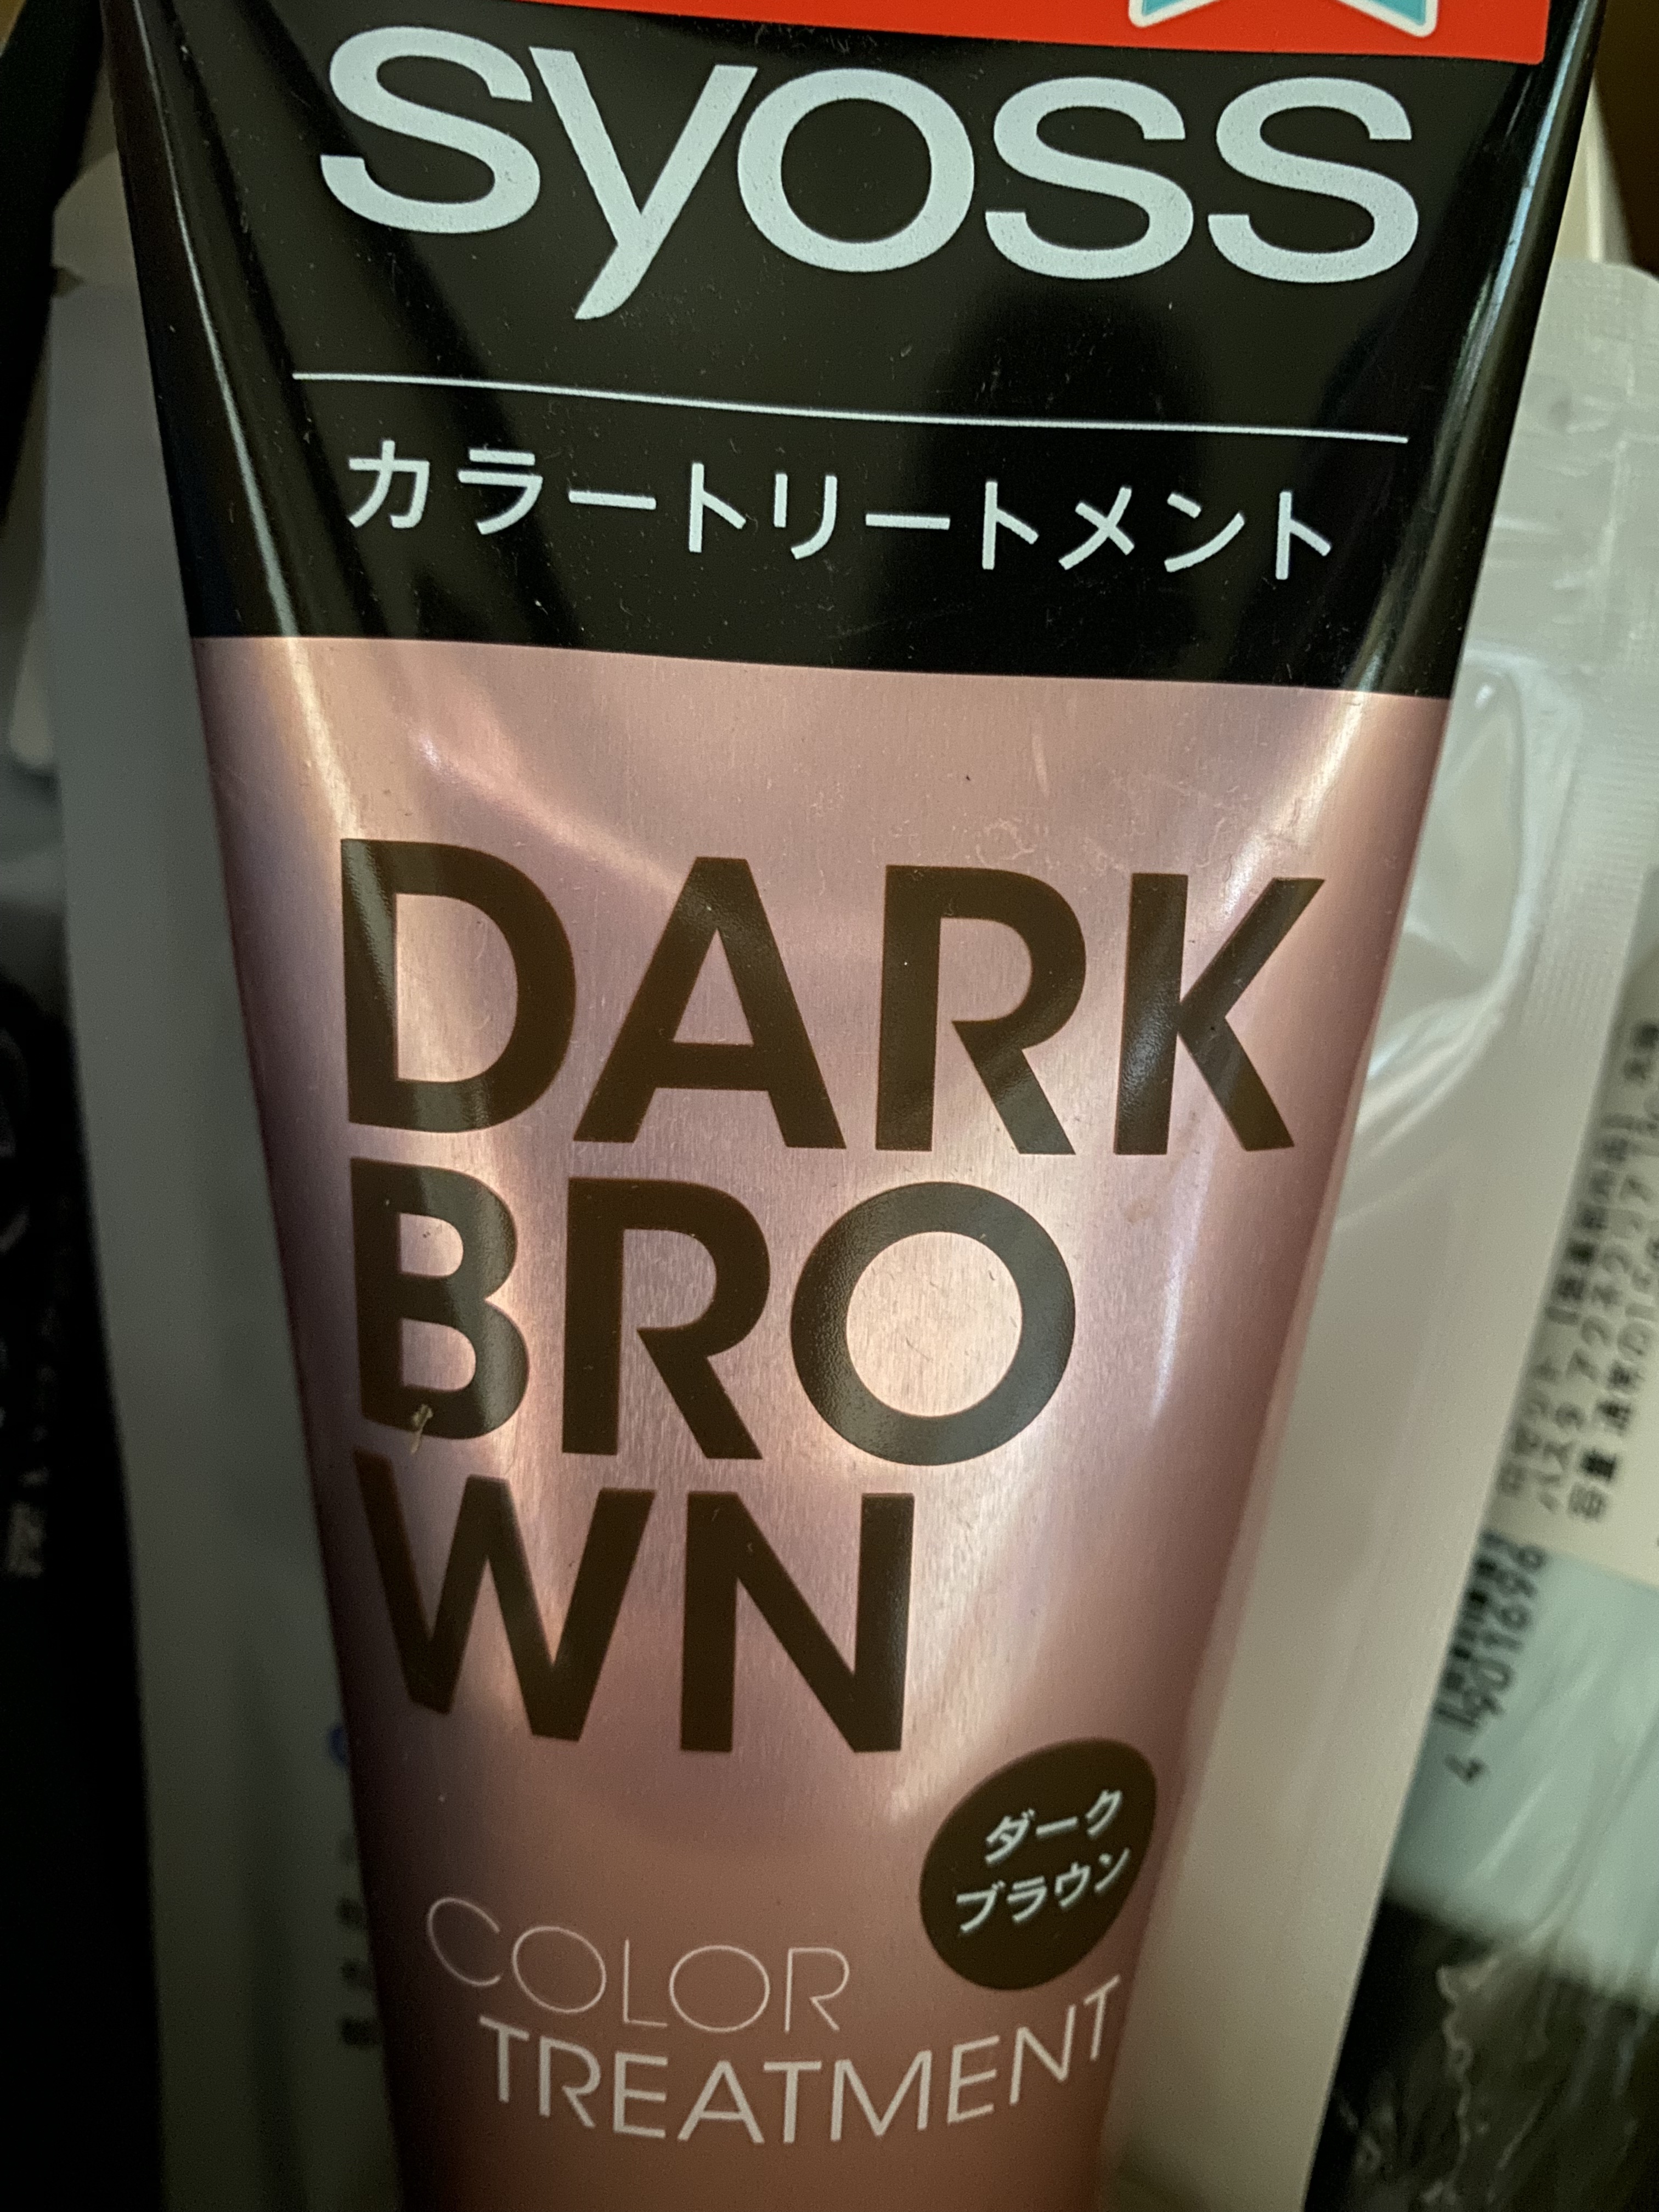 syoss
カラートリートメント
DARK
BRO
WN
ダーク
ブラウン
COLOR
TREATMENT